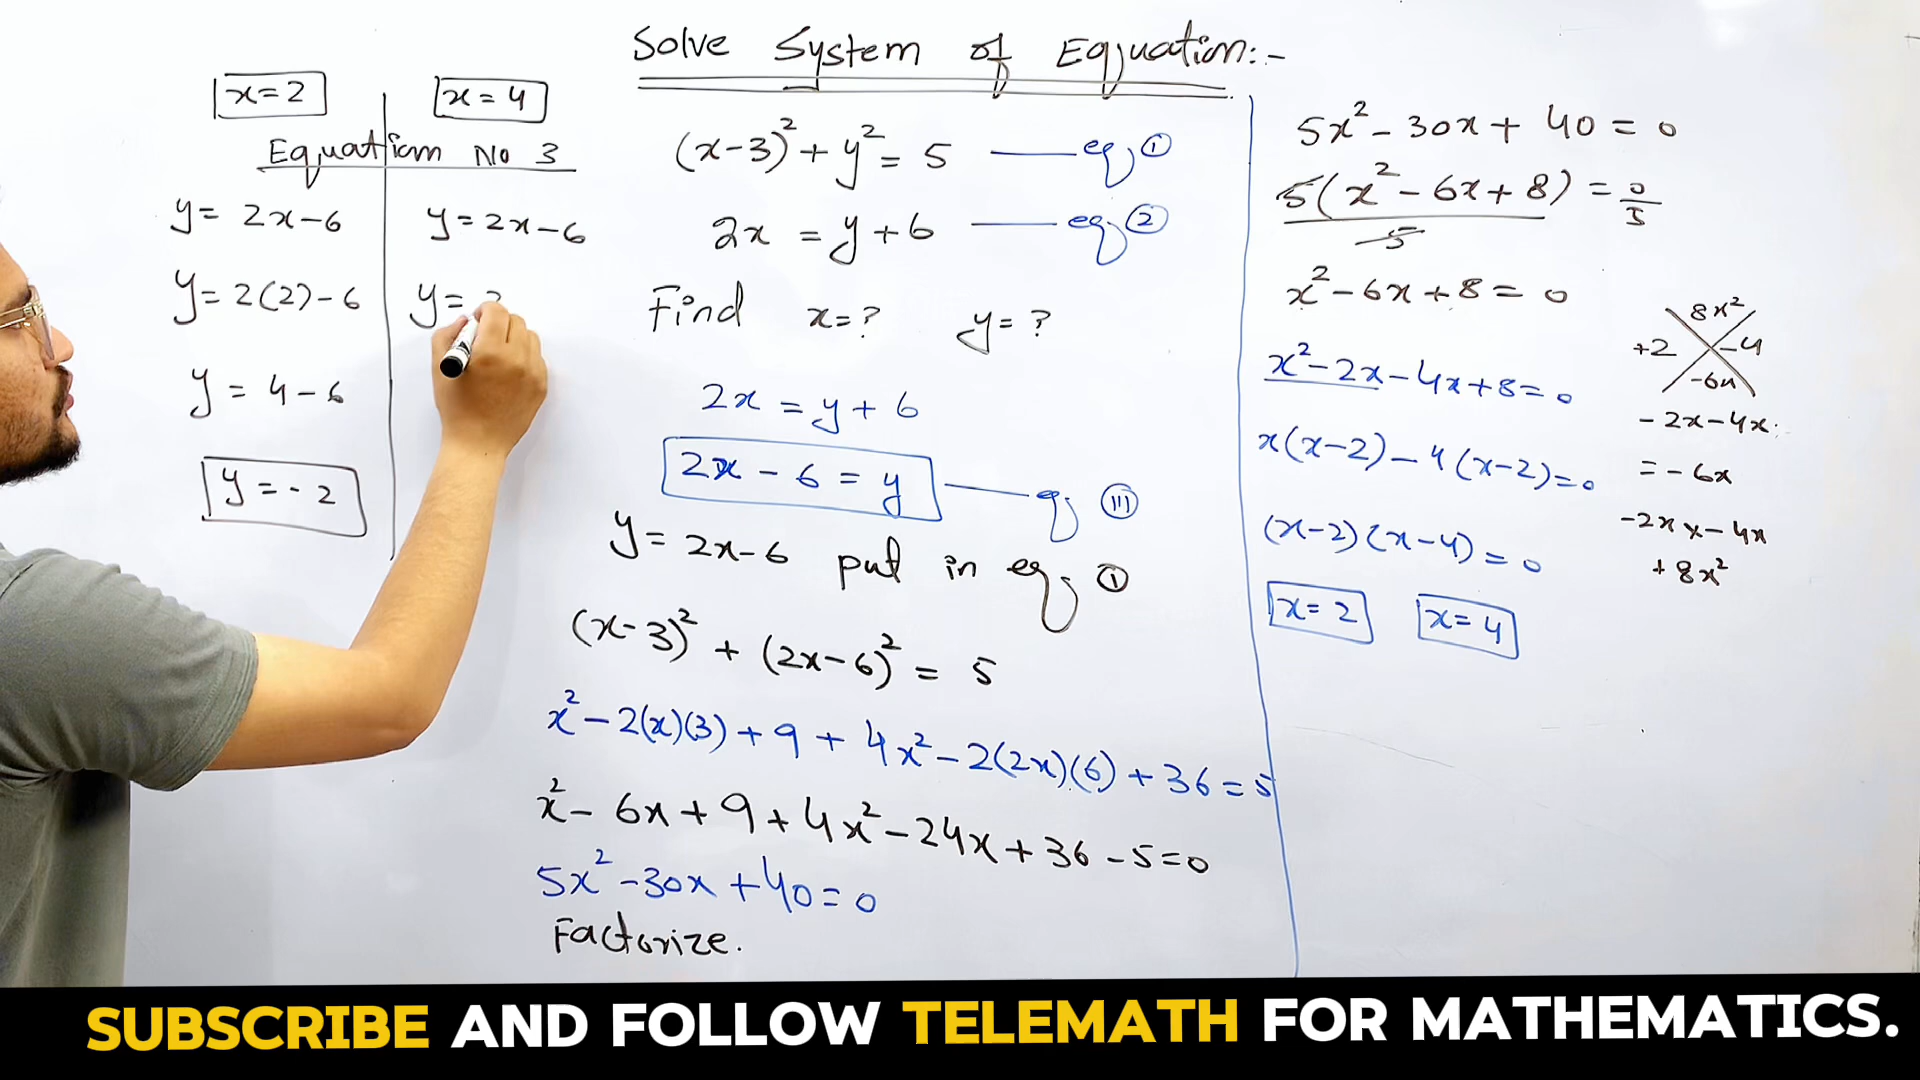 Solve System of Equation:-
(x-3)² + y² = 5 — eq ①
2x = y+6 — eq ②
Find x=? y=?
2x = y+6
2x - 6 = y — eq (III)
y = 2x-6 put in eq ①
(x-3)² + (2x-6)² = 5
x² - 2(x)(3) + 9 + 4x² - 2(2x)(6) + 36 = 5
x² - 6x + 9 + 4x² - 24x + 36 - 5 = 0
5x² - 30x + 40 = 0
Factorize.
5x² - 30x + 40 = 0
5(x² - 6x + 8) = 0/5
5
x² - 6x + 8 = 0
x² - 2x - 4x + 8 = 0
x(x-2) - 4(x-2) = 0
(x-2)(x-4) = 0
x=2 x=4
8x²
+2 -4
-6x
-2x-4x
= -6x
-2x x -4x
+8x²
x=2 x=4
Equation No 3
y= 2x-6 y=2x-6
y= 2(2)-6 y=
y = 4-6
y = -2
SUBSCRIBE AND FOLLOW TELEMATH FOR MATHEMATICS.